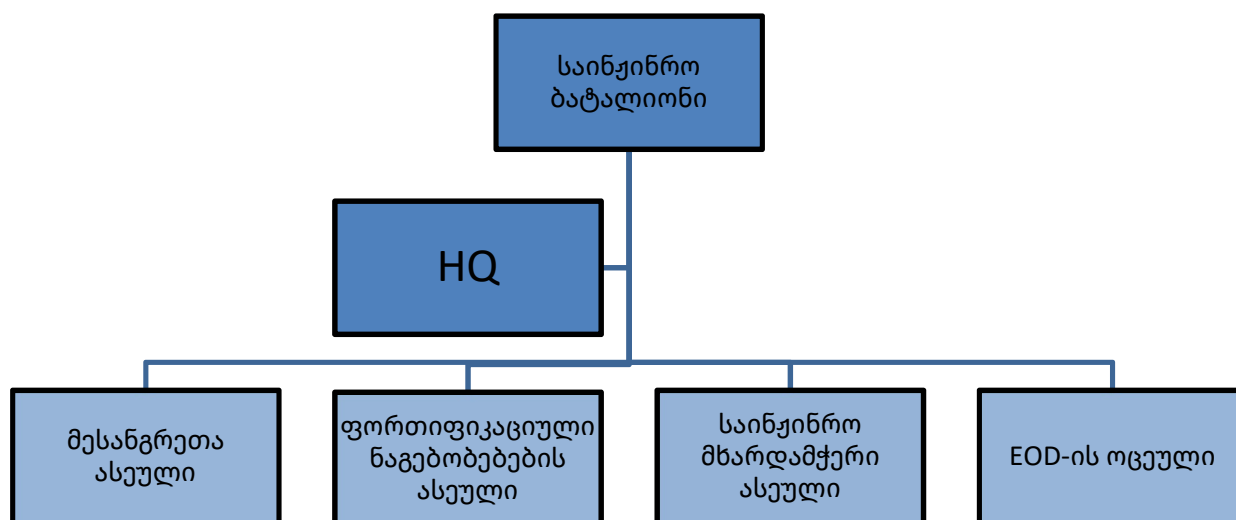 საინჟინრო
ბატალიონი
HQ
მესანგრეთა
ასეული
ფორთიფიკაციული
ნაგებობებების
ასეული
საინჟინრო
მხარდამჭერი
ასეული
EOD-ის ოცეული